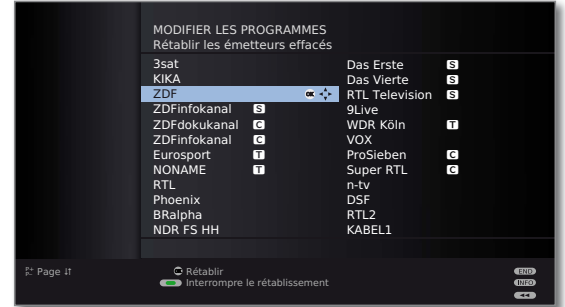 MODIFIER LES PROGRAMMES
Rétablir les émetteurs effacés
3sat
KIKA
ZDF OK
ZDFinfokanal S
ZDFdokukanal C
ZDFinfokanal C
Eurosport T
NONAME T
RTL
Phoenix
BRalpha
NDR FS HH
Das Erste S
Das Vierte S
RTL Television S
9Live
WDR Köln T
VOX
ProSieben C
Super RTL C
n-tv
DSF
RTL2
KABEL1
P+ P- Page
Rétablir
Interrompre le rétablissement
END
INFO